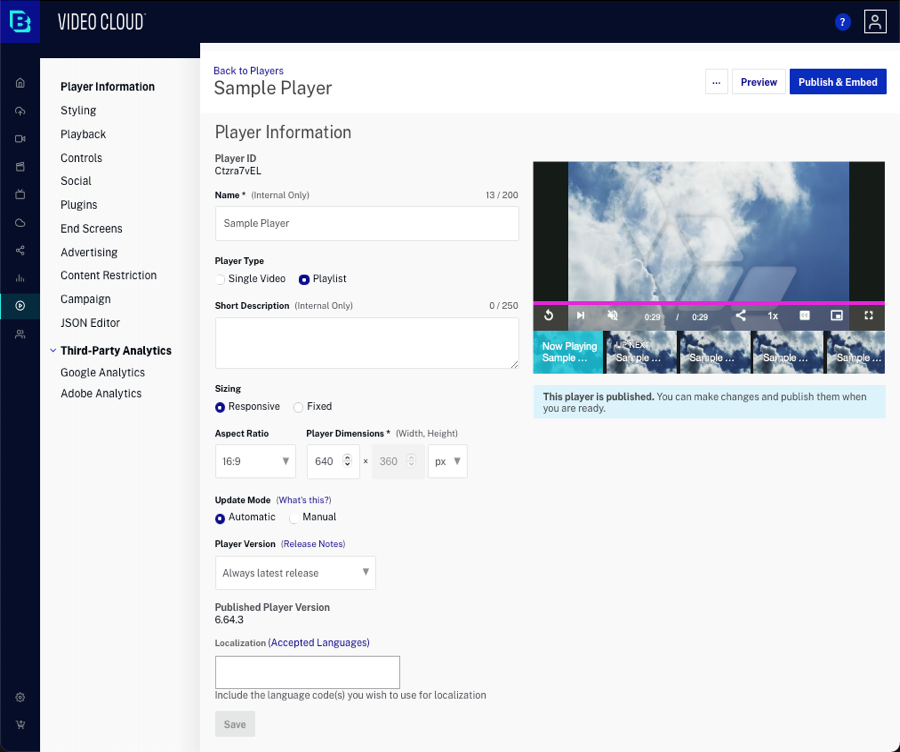 VIDEO CLOUD
?
Player Information
Styling
Playback
Controls
Social
Plugins
End Screens
Advertising
Content Restriction
Campaign
JSON Editor
Third-Party Analytics
Google Analytics
Adobe Analytics
Back to Players
Sample Player
...
Preview
Publish & Embed
Player Information
Player ID
Ctzra7vEL
Name * (Internal Only) 13 / 200
Sample Player
Player Type
Single Video Playlist
Short Description (Internal Only) 0 / 250
Sizing
Responsive Fixed
Aspect Ratio Player Dimensions * (Width, Height)
16:9 640 × 360 px
Update Mode (What's this?)
Automatic Manual
Player Version (Release Notes)
Always latest release
Published Player Version
6.64.3
Localization (Accepted Languages)
Include the language code(s) you wish to use for localization
Save
0:29 / 0:29 1x
Now Playing UP NEXT
Sample ... Sample ... Sample ... Sample ... Sample ...
This player is published. You can make changes and publish them when
you are ready.